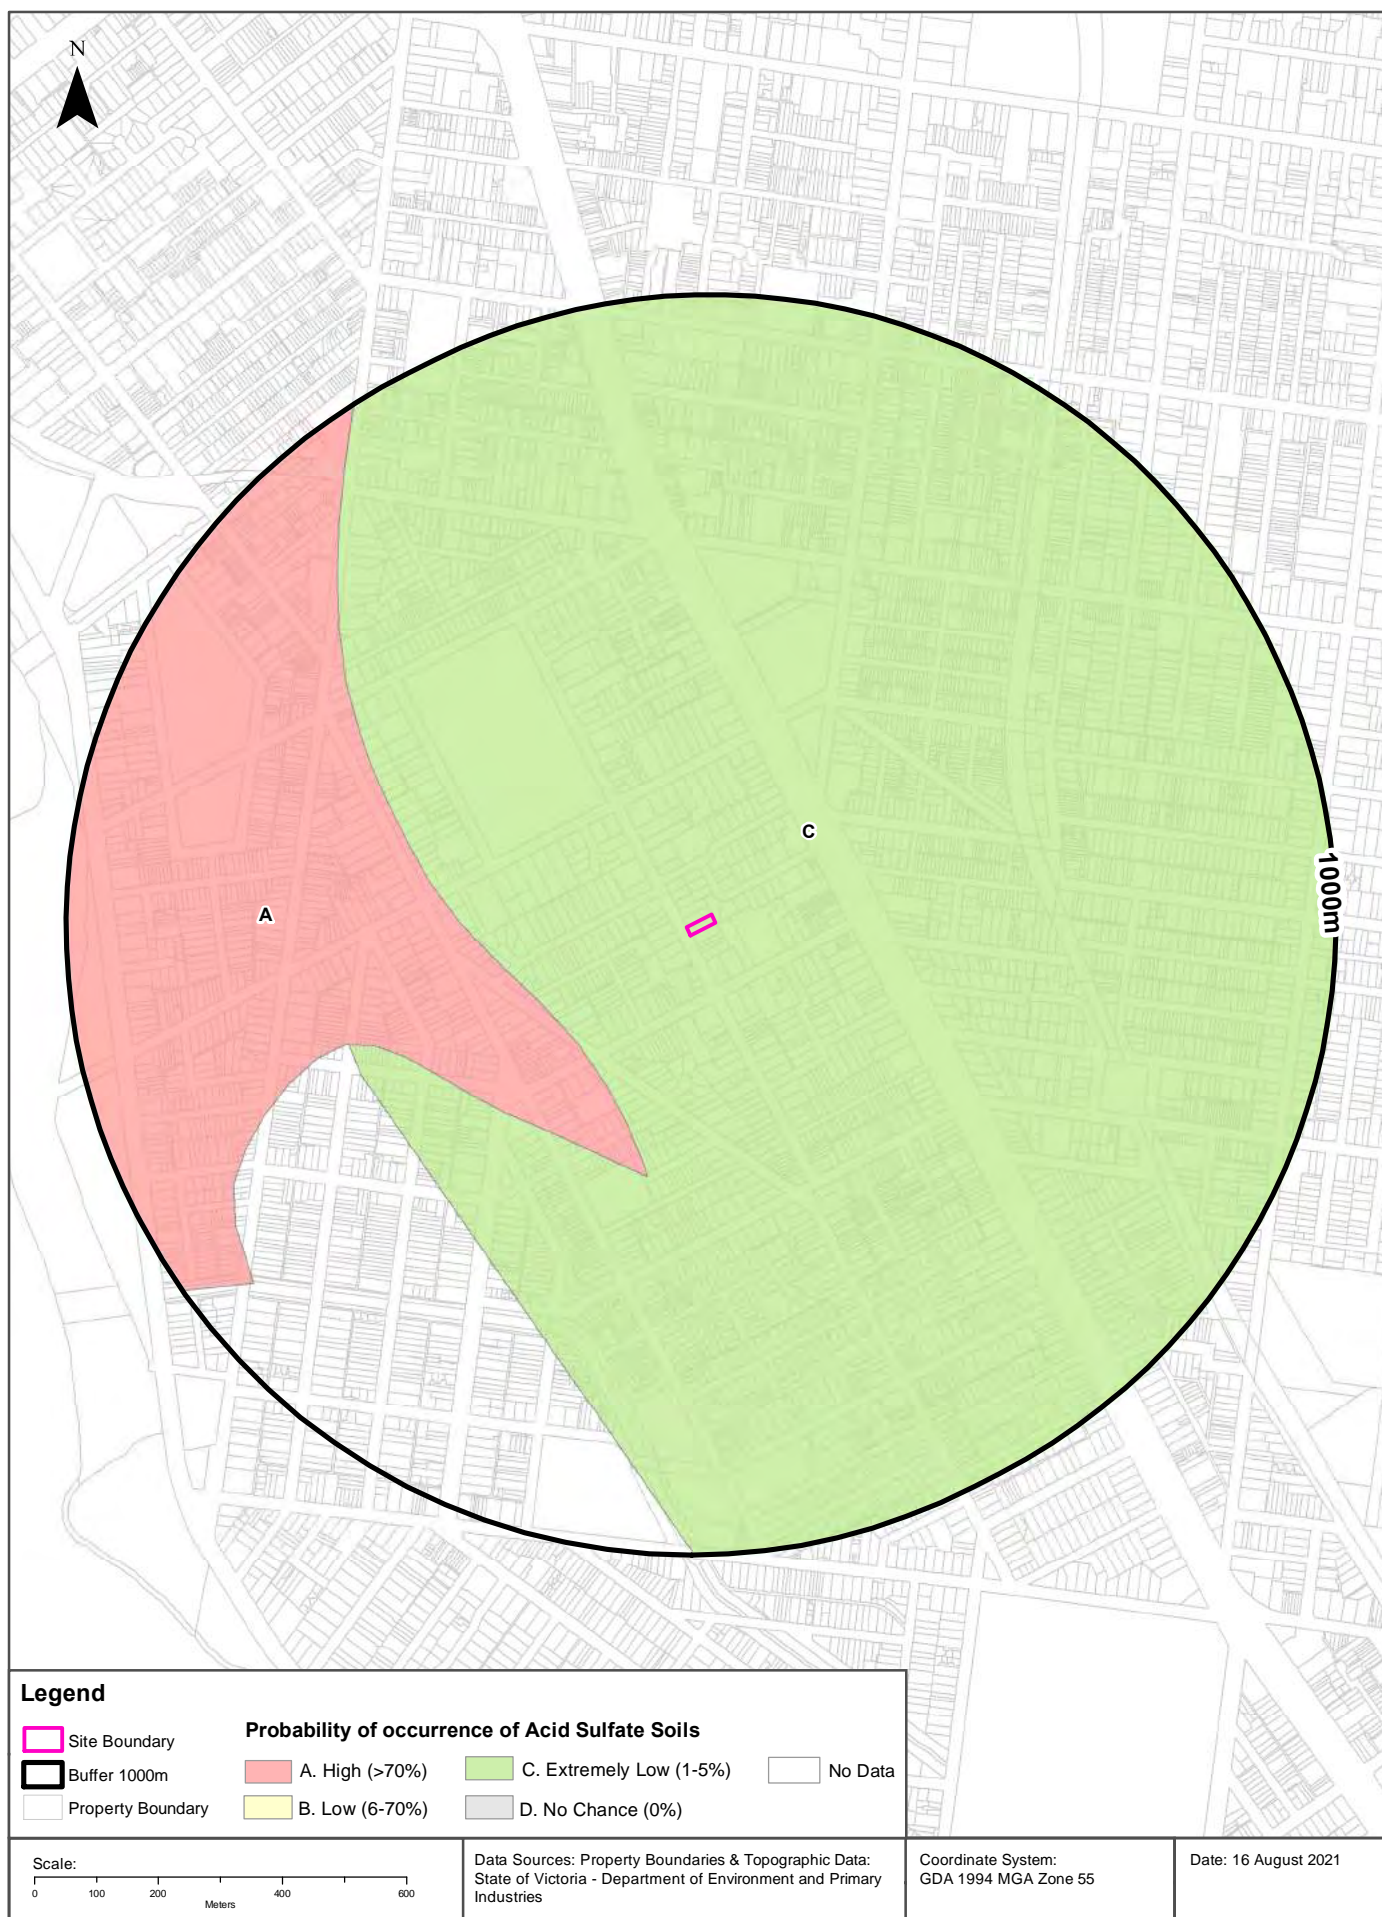 N
C
1000m
A
Legend
Site Boundary
Buffer 1000m
Property Boundary
Probability of occurrence of Acid Sulfate Soils
A. High (>70%)
C. Extremely Low (1-5%)
No Data
B. Low (6-70%)
D. No Chance (0%)
Scale:
0 100 200 400 600
Meters
Data Sources: Property Boundaries & Topographic Data:
State of Victoria - Department of Environment and Primary
Industries
Coordinate System:
GDA 1994 MGA Zone 55
Date: 16 August 2021